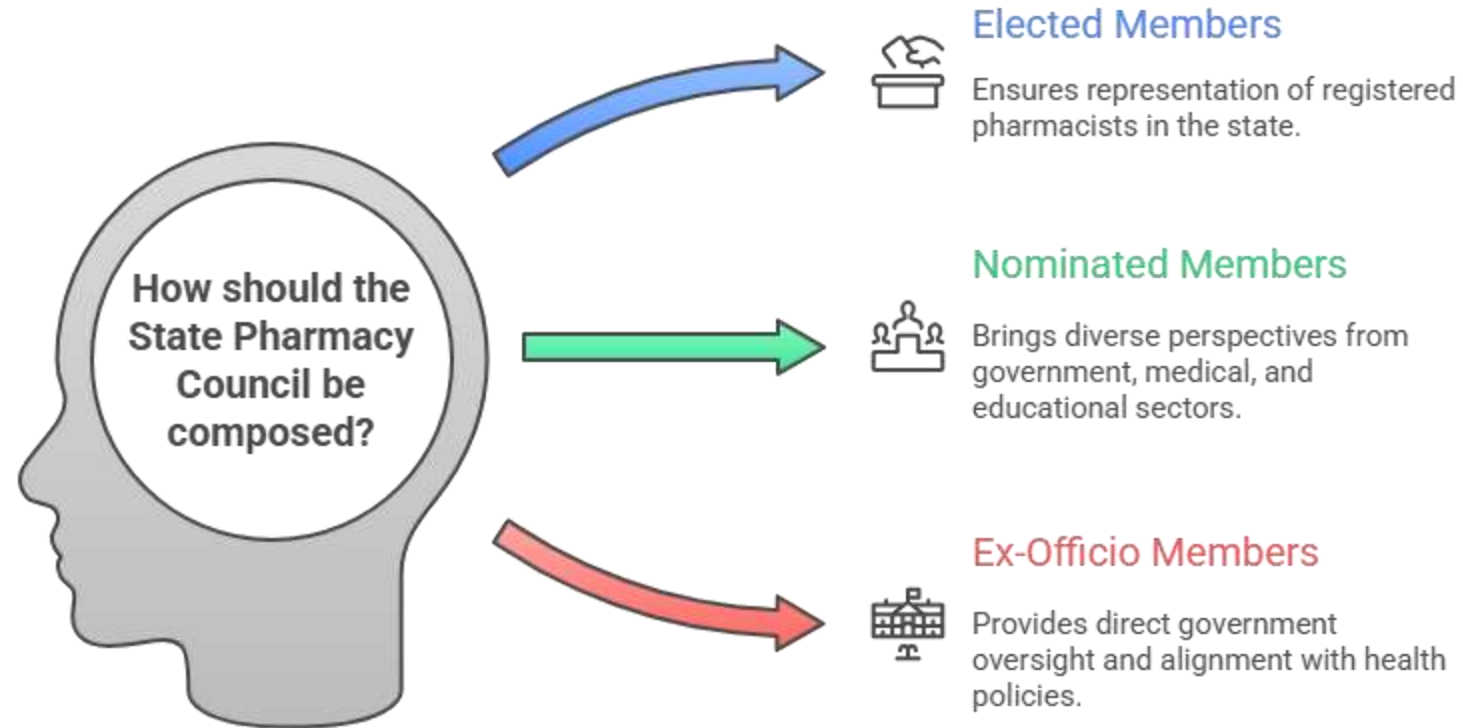 How should the
State Pharmacy
Council be
composed?
Elected Members
Ensures representation of registered
pharmacists in the state.
Nominated Members
Brings diverse perspectives from
government, medical, and
educational sectors.
Ex-Officio Members
Provides direct government
oversight and alignment with health
policies.